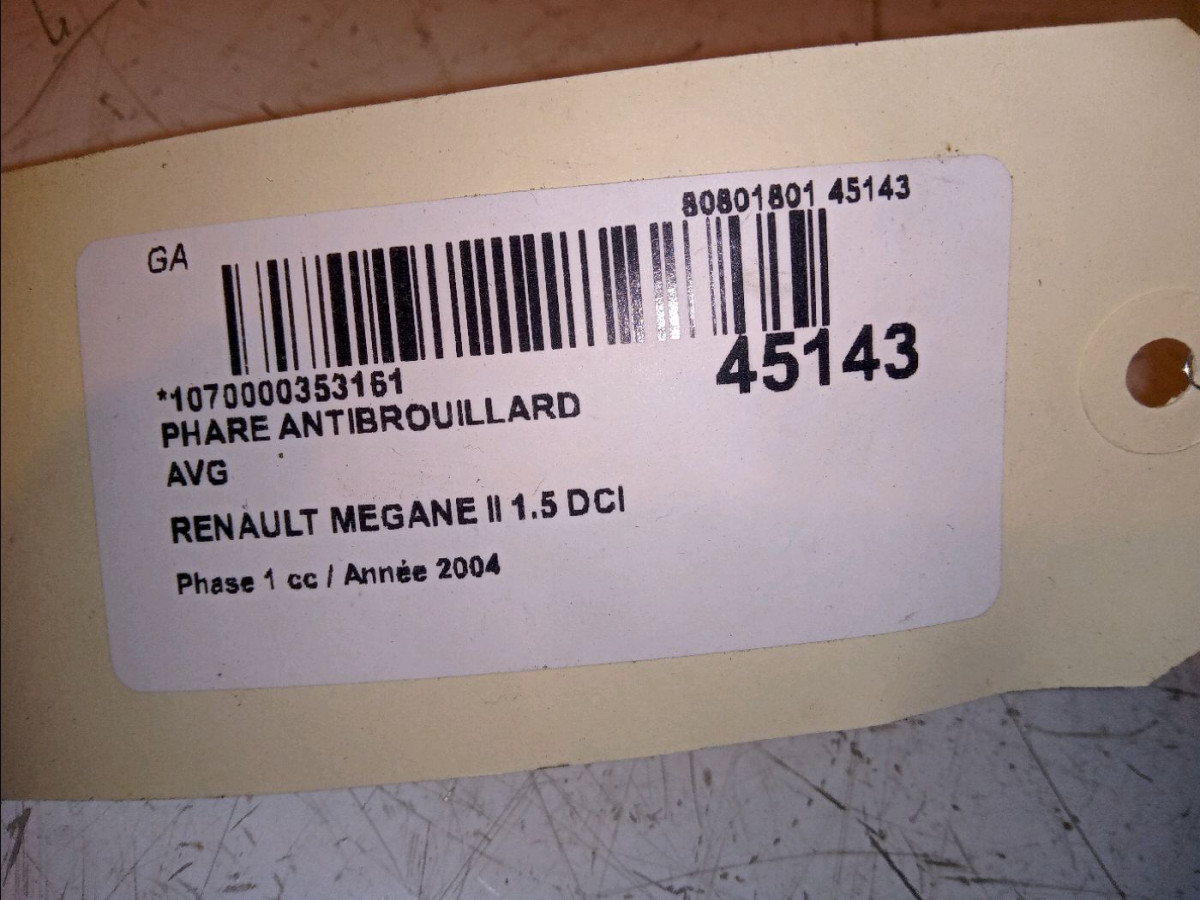 80801801 45143
GA
45143
*1070000353161
PHARE ANTIBROUILLARD
AVG
RENAULT MEGANE II 1.5 DCI
Phase 1 cc / Année 2004